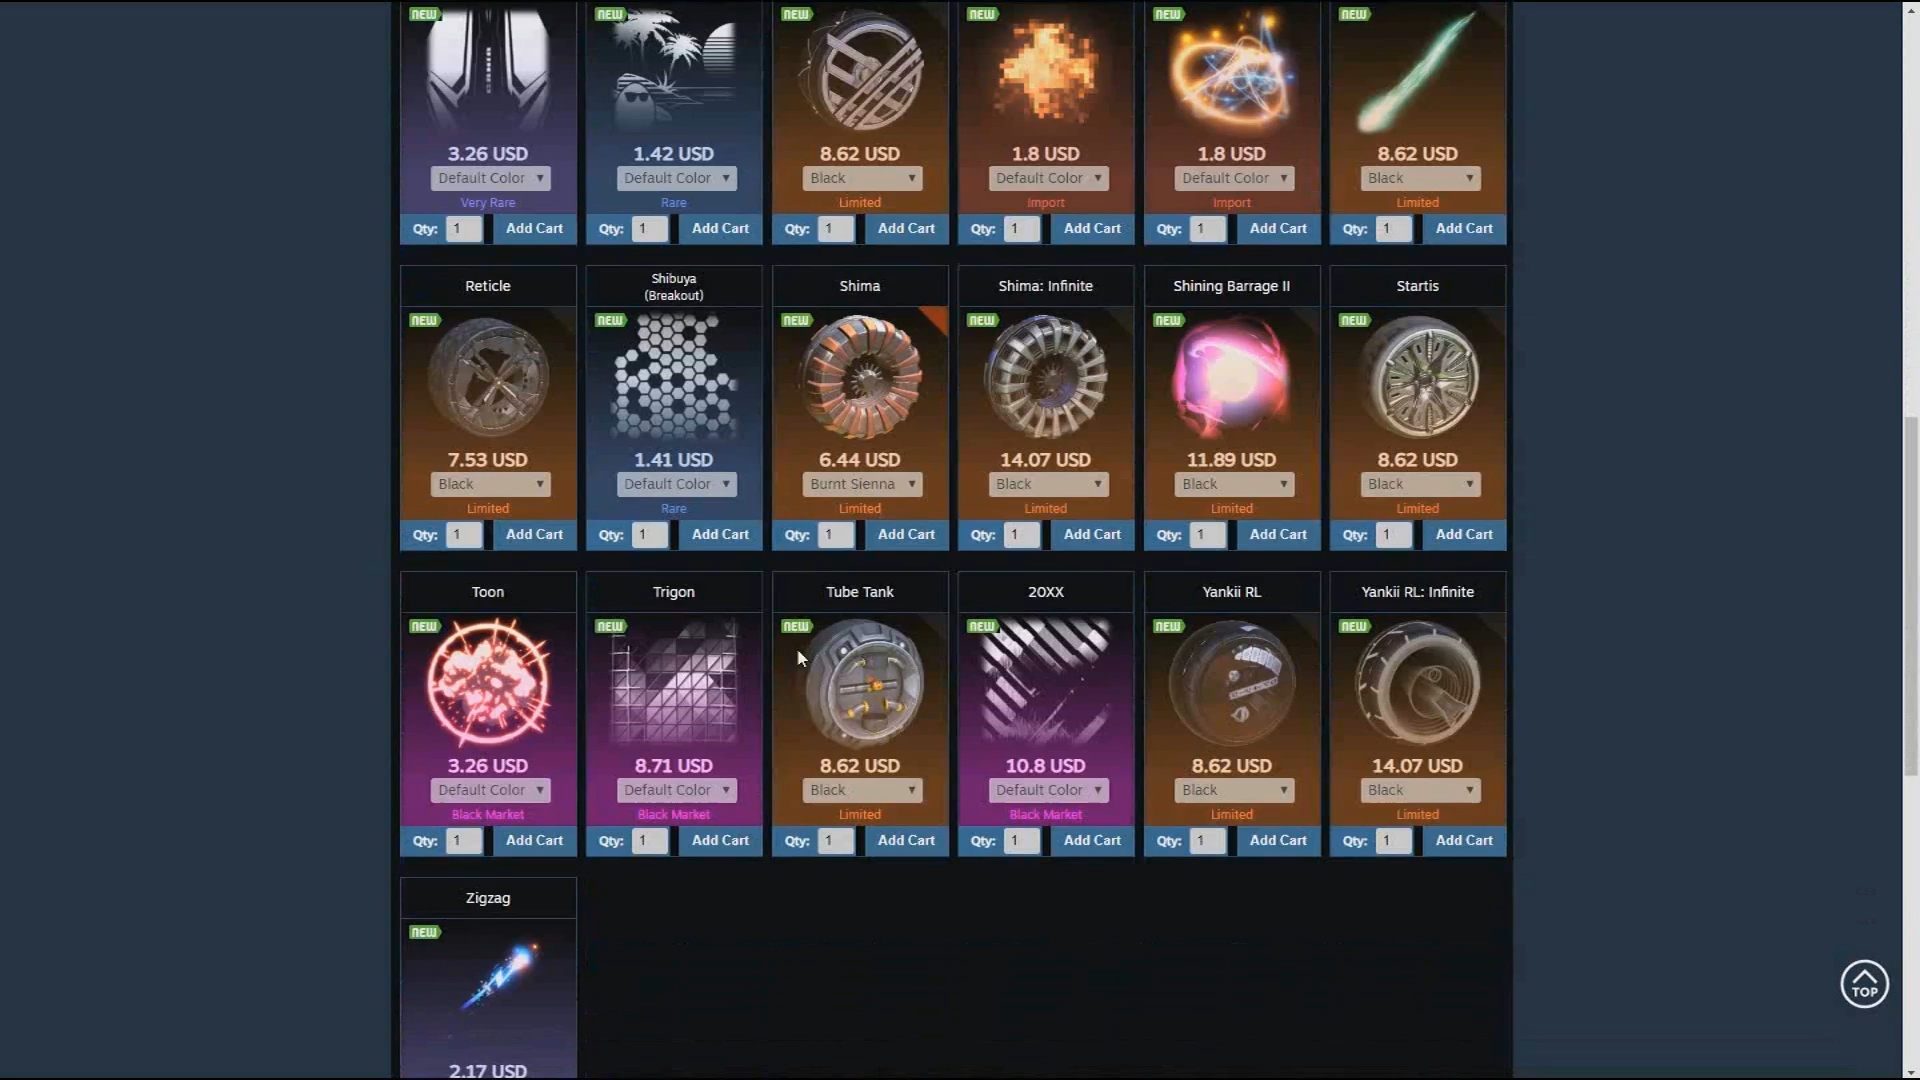 NEW NEW NEW NEW NEW NEW
3.26 USD 1.42 USD 8.62 USD 1.8 USD 1.8 USD 8.62 USD
Default Color Default Color Black Default Color Default Color Black
Very Rare Rare Limited Import Import Limited
Qty: 1 Add Cart Qty: 1 Add Cart Qty: 1 Add Cart Qty: 1 Add Cart Qty: 1 Add Cart Qty: 1 Add Cart
Reticle Shibuya (Breakout) Shima Shima: Infinite Shining Barrage II Startis
NEW NEW NEW NEW NEW NEW
7.53 USD 1.41 USD 6.44 USD 14.07 USD 11.89 USD 8.62 USD
Black Default Color Burnt Sienna Black Black Black
Limited Rare Limited Limited Limited Limited
Qty: 1 Add Cart Qty: 1 Add Cart Qty: 1 Add Cart Qty: 1 Add Cart Qty: 1 Add Cart Qty: 1 Add Cart
Toon Trigon Tube Tank 20XX Yankii RL Yankii RL: Infinite
NEW NEW NEW NEW NEW NEW
3.26 USD 8.71 USD 8.62 USD 10.8 USD 8.62 USD 14.07 USD
Default Color Default Color Black Default Color Black Black
Black Market Black Market Limited Black Market Limited Limited
Qty: 1 Add Cart Qty: 1 Add Cart Qty: 1 Add Cart Qty: 1 Add Cart Qty: 1 Add Cart Qty: 1 Add Cart
Zigzag
NEW
TOP
2.17 USD